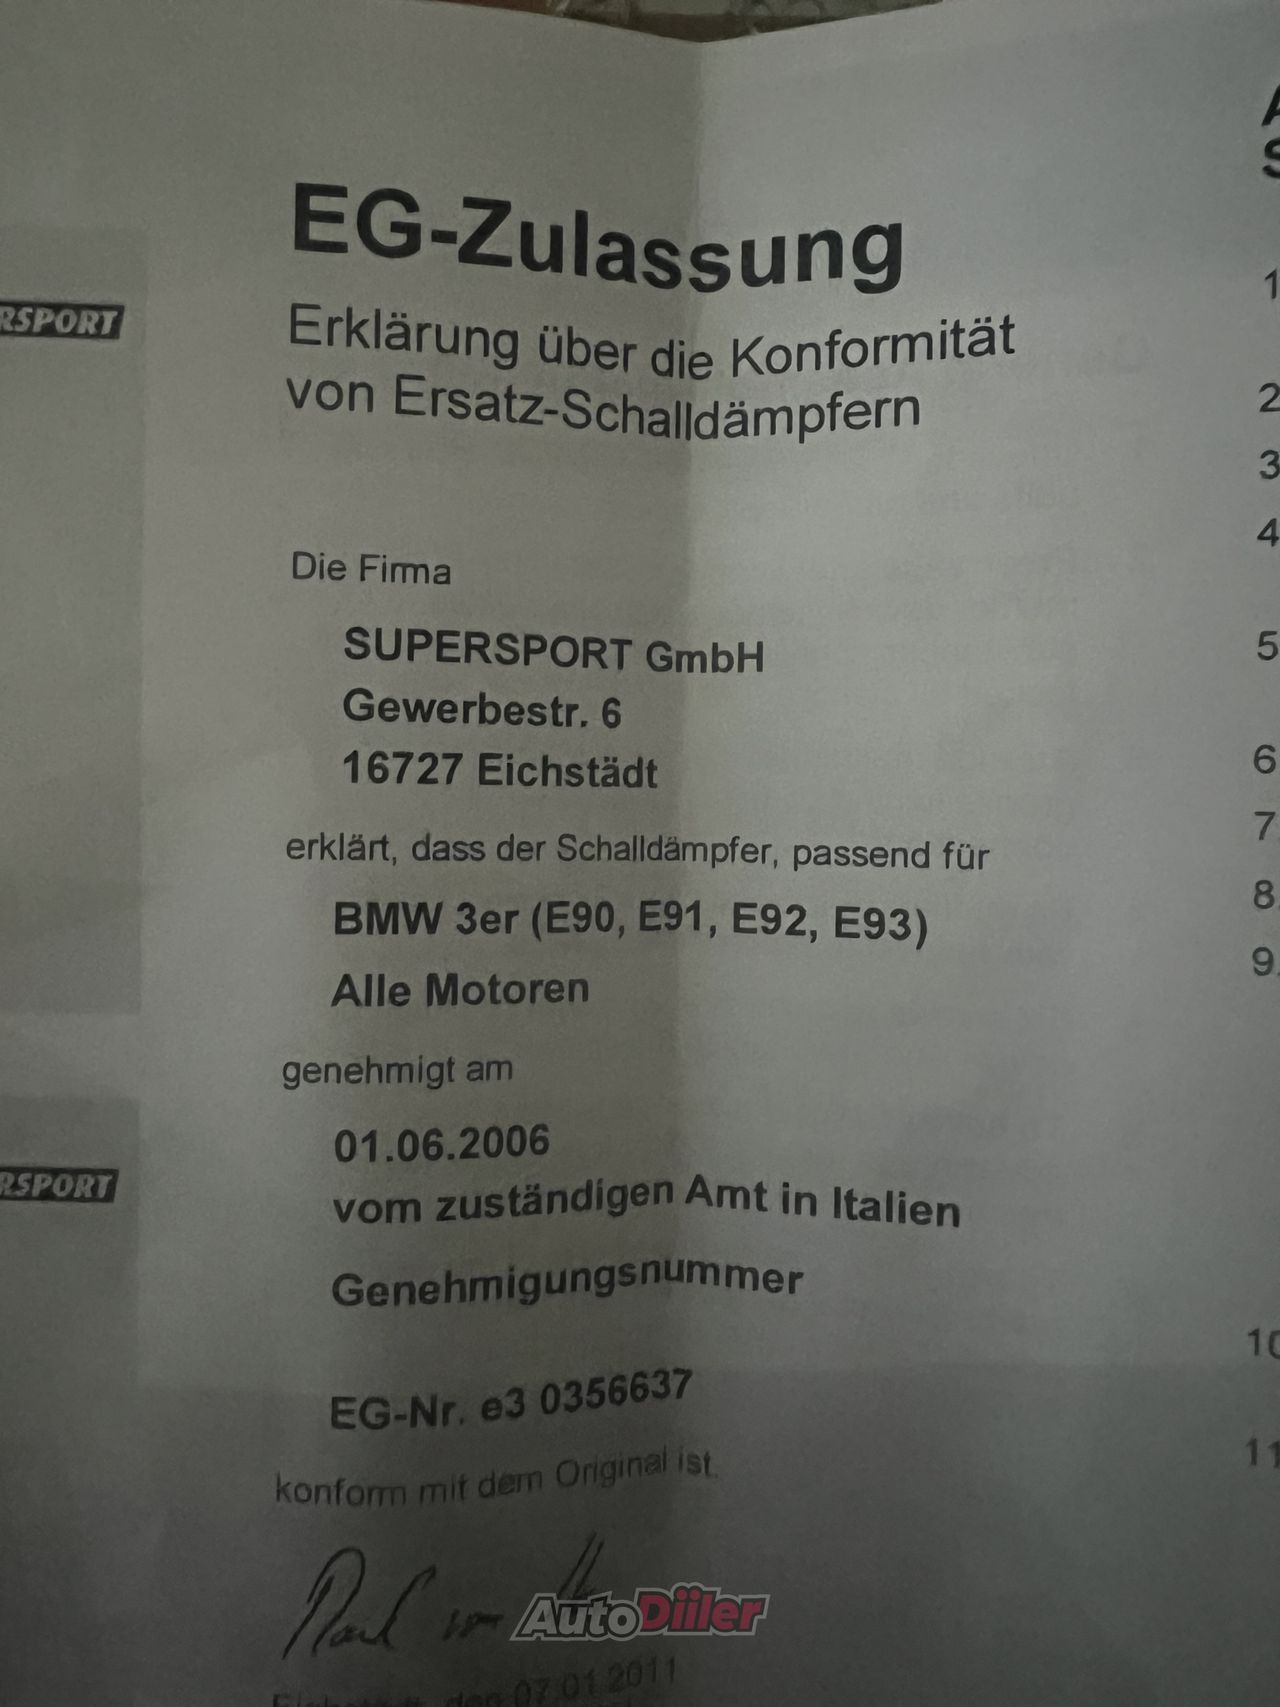 EG-Zulassung
Erklärung über die Konformität
von Ersatz-Schalldämpfern
Die Firma
SUPERSPORT GmbH
Gewerbestr. 6
16727 Eichstädt
erklärt, dass der Schalldämpfer, passend für
BMW 3er (E90, E91, E92, E93)
Alle Motoren
genehmigt am
01.06.2006
vom zuständigen Amt in Italien
Genehmigungsnummer
EG-Nr. e3 0356637
konform mit dem Original ist.
den 07.01.2011
RSPORT
RSPORT
1
2
3
4
5
6
7
8.
9.
10
11
AutoDiiler